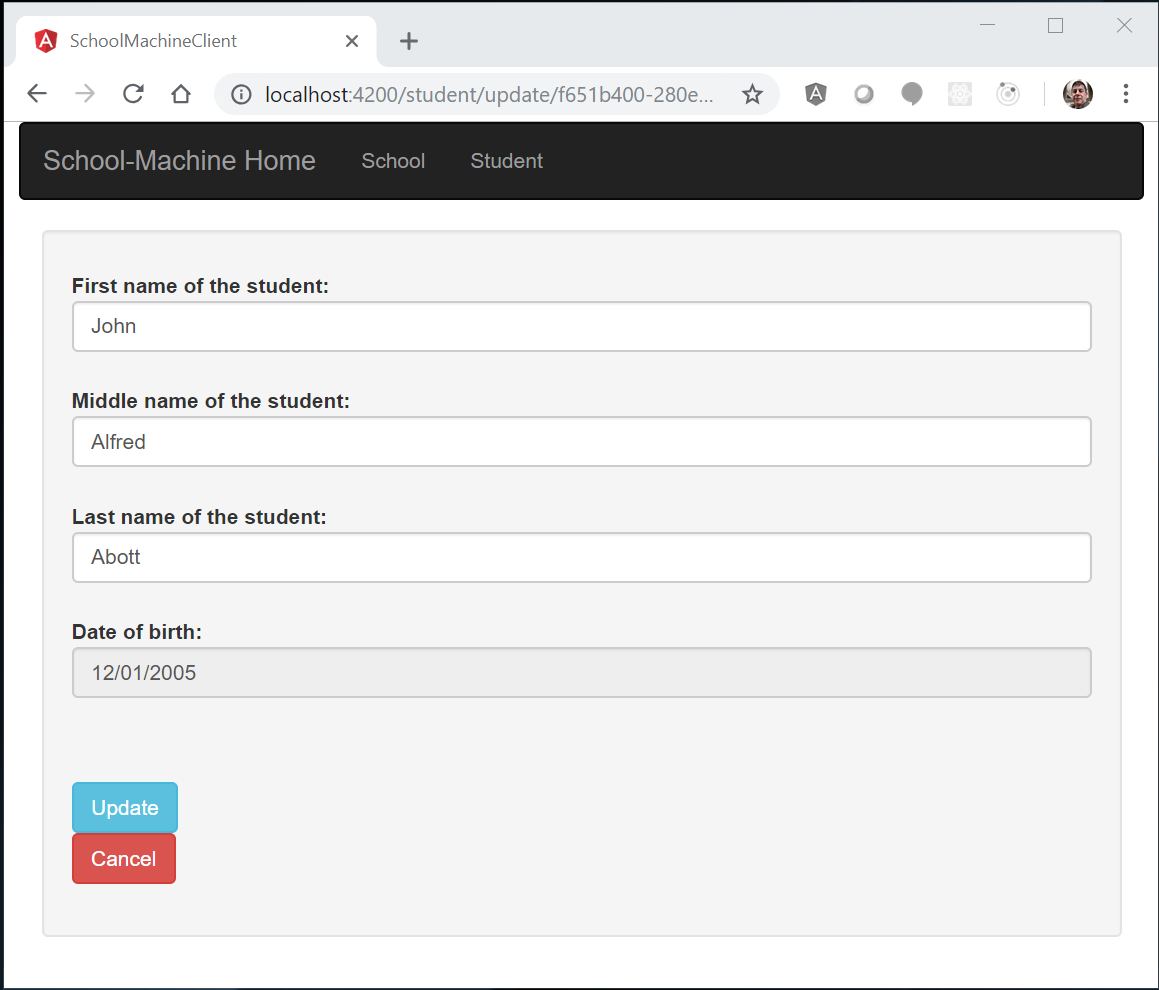 SchoolMachineClient
localhost:4200/student/update/f651b400-280e...
School-Machine Home School Student
First name of the student:
John
Middle name of the student:
Alfred
Last name of the student:
Abott
Date of birth:
12/01/2005
Update
Cancel